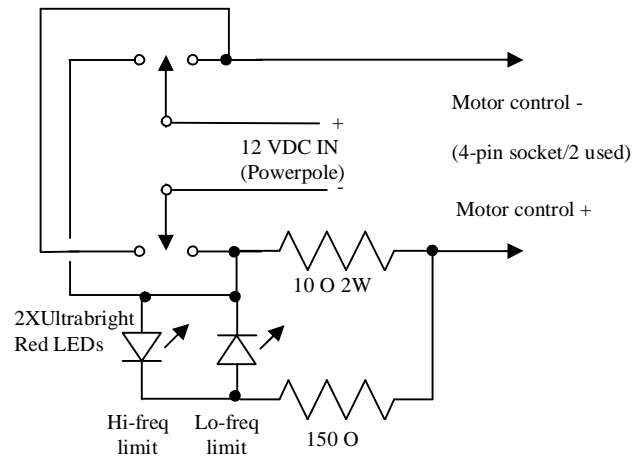 Motor control -
+
12 VDC IN
(Powerpole)
-
(4-pin socket/2 used)
Motor control +
10 O 2W
2XUltrabright
Red LEDs
Hi-freq
limit
Lo-freq
limit
150 O